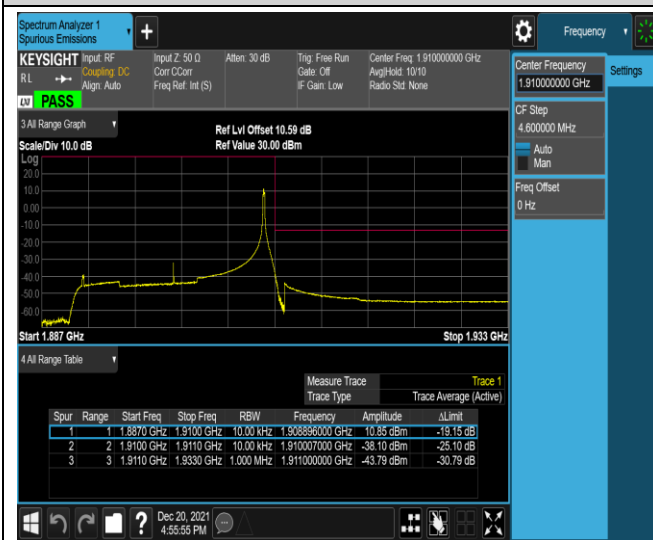 Spectrum Analyzer 1
Spurious Emissions
Frequency
KEYSIGHT
Input: RF
Coupling: DC
Align: Auto
Input Z: 50 Ω
Corr CCorr
Freq Ref: Int (S)
Atten: 30 dB
Trig: Free Run
Gate: Off
IF Gain: Low
Center Freq: 1.910000000 GHz
Avg|Hold: 10/10
Radio Std: None
RL
LXI PASS
Center Frequency
1.910000000 GHz
Settings
CF Step
4.600000 MHz
Auto
Man
Freq Offset
0 Hz
3 All Range Graph
Ref Lvl Offset 10.59 dB
Scale/Div 10.0 dB
Ref Value 30.00 dBm
Log
20.0
10.0
0.00
-10.0
-20.0
-30.0
-40.0
-50.0
-60.0
Start 1.887 GHz
Stop 1.933 GHz
4 All Range Table
Measure Trace Trace 1
Trace Type Trace Average (Active)
Spur Range Start Freq Stop Freq RBW Frequency Amplitude ΔLimit
1 1 1.8870 GHz 1.9100 GHz 10.00 kHz 1.908896000 GHz 10.85 dBm -19.15 dB
2 2 1.9100 GHz 1.9110 GHz 10.00 kHz 1.910007000 GHz -38.10 dBm -25.10 dB
3 3 1.9110 GHz 1.9330 GHz 1.000 MHz 1.911000000 GHz -43.79 dBm -30.79 dB
Dec 20, 2021
4:55:55 PM